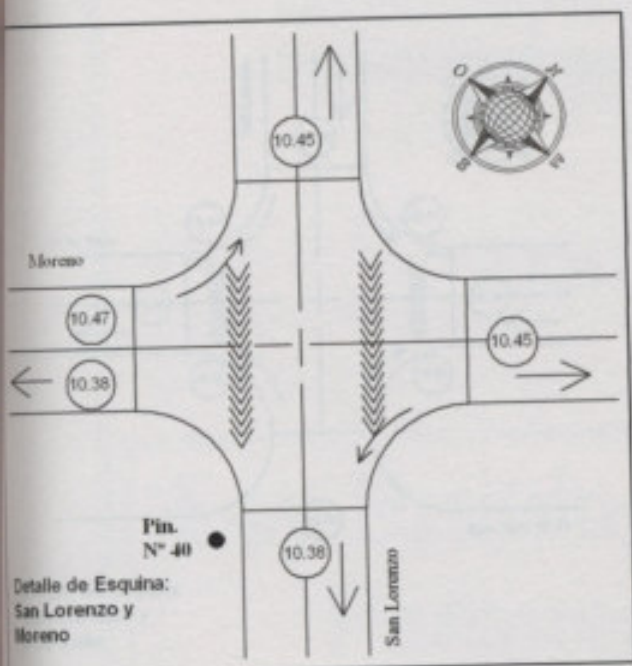 10.45
Moreno
10.47
10.38
10.45
Pin.
N° 40
10.38
San Lorenzo
Detalle de Esquina:
San Lorenzo y
Moreno